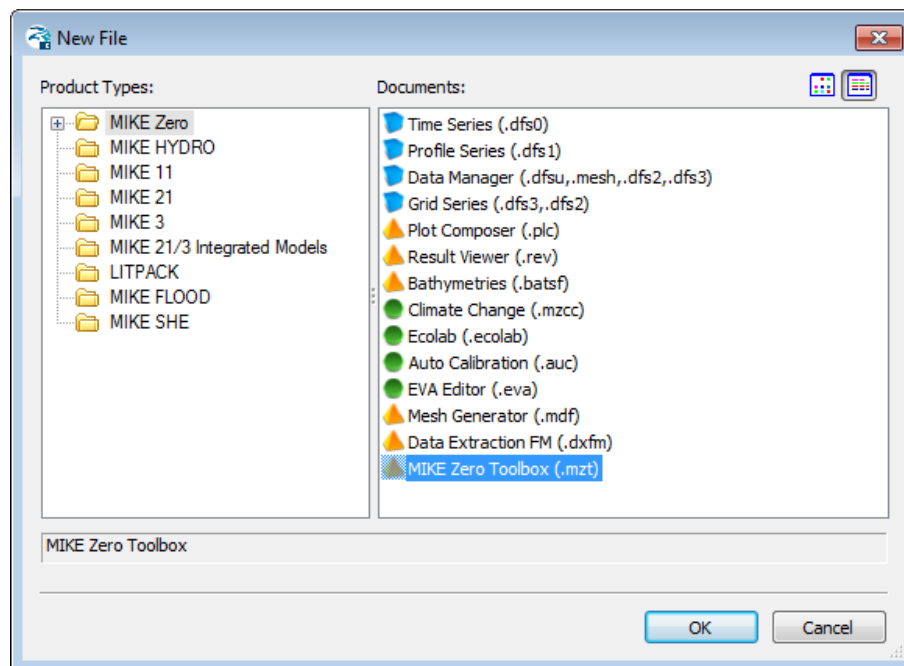 New File
Product Types:
MIKE Zero
MIKE HYDRO
MIKE 11
MIKE 21
MIKE 3
MIKE 21/3 Integrated Models
LITPACK
MIKE FLOOD
MIKE SHE
Documents:
Time Series (.dfs0)
Profile Series (.dfs1)
Data Manager (.dfsu,.mesh,.dfs2,.dfs3)
Grid Series (.dfs3,.dfs2)
Plot Composer (.plc)
Result Viewer (.rev)
Bathymetries (.batsf)
Climate Change (.mzcc)
Ecolab (.ecolab)
Auto Calibration (.auc)
EVA Editor (.eva)
Mesh Generator (.mdf)
Data Extraction FM (.dxfm)
MIKE Zero Toolbox (.mzt)
MIKE Zero Toolbox
OK
Cancel